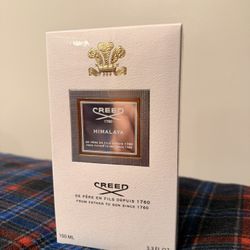 CREED
1760
HIMALAYA
DE PÈRE EN FILS DEPUIS 1760
FROM FATHER TO SON SINCE 1760
CREED
DE PÈRE EN FILS DEPUIS 1760
FROM FATHER TO SON SINCE 1760
100 ML
3.3 FL.